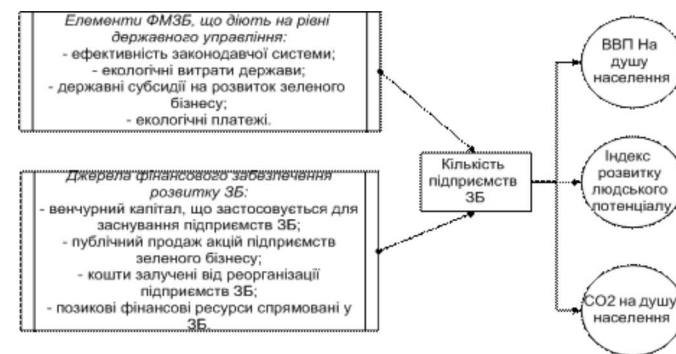 Елементи ФМЗБ, що діють на рівні
державного управління:
- ефективність законодавчої системи;
- екологічні витрати держави;
- державні субсидії на розвиток зеленого
бізнесу;
- екологічні платежі.
Джерела фінансового забезпечення
розвитку ЗБ:
- венчурний капітал, що застосовується для
заснування підприємств ЗБ;
- публічний продаж акцій підприємств
зеленого бізнесу;
- кошти залучені від реорганізації
підприємств ЗБ;
- позикові фінансові ресурси спрямовані у
ЗБ.
Кількість
підприємств
ЗБ
ВВП На
душу
населення
Індекс
розвитку
людського
потенціалу
СО2 на душу
населення